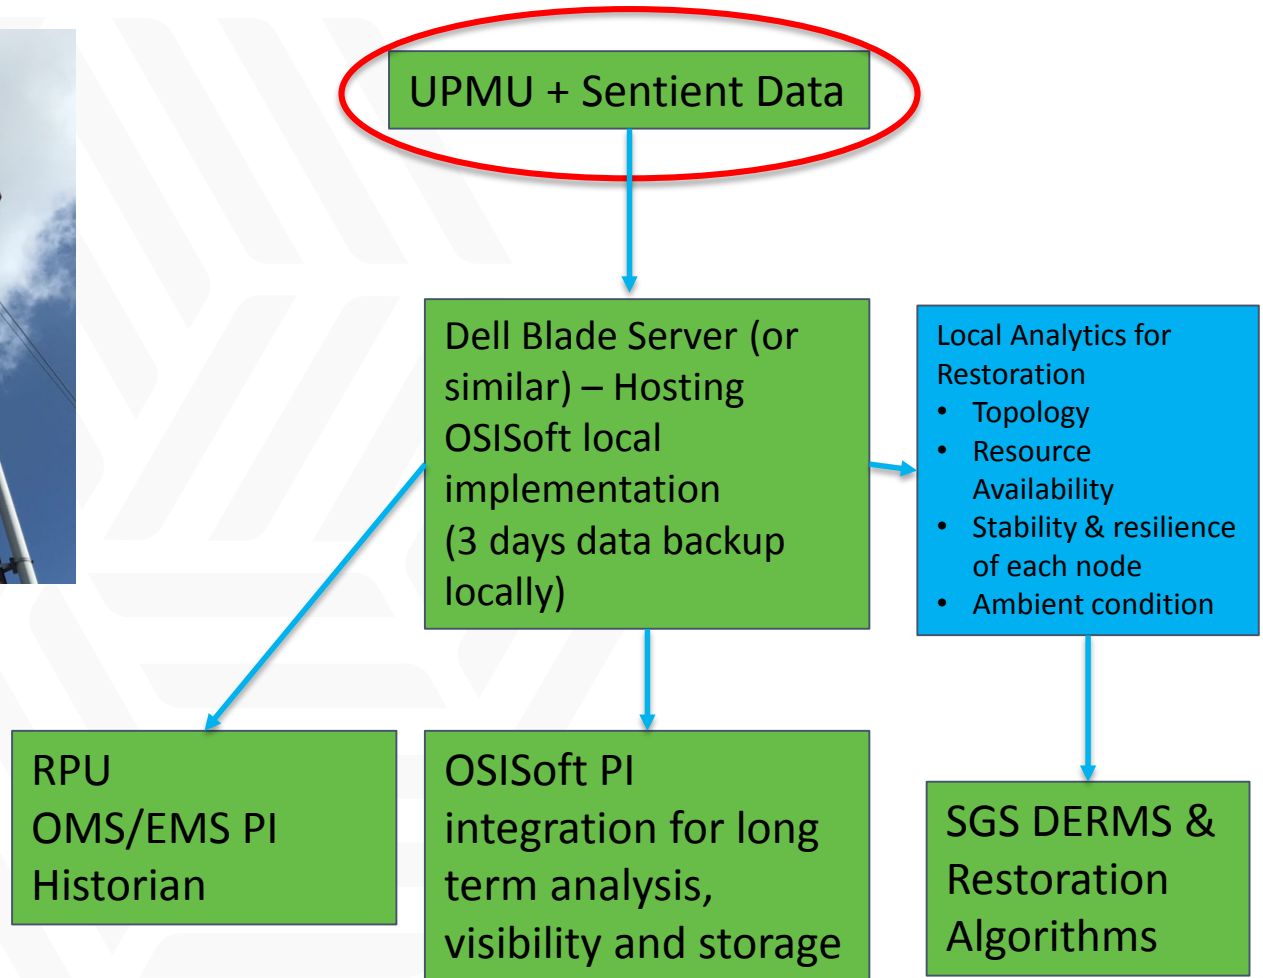 UPMU + Sentient Data
Dell Blade Server (or
similar) – Hosting
OSISoft local
implementation
(3 days data backup
locally)
Local Analytics for
Restoration
• Topology
• Resource
Availability
• Stability & resilience
of each node
• Ambient condition
RPU
OMS/EMS PI
Historian
OSISoft PI
integration for long
term analysis,
visibility and storage
SGS DERMS &
Restoration
Algorithms